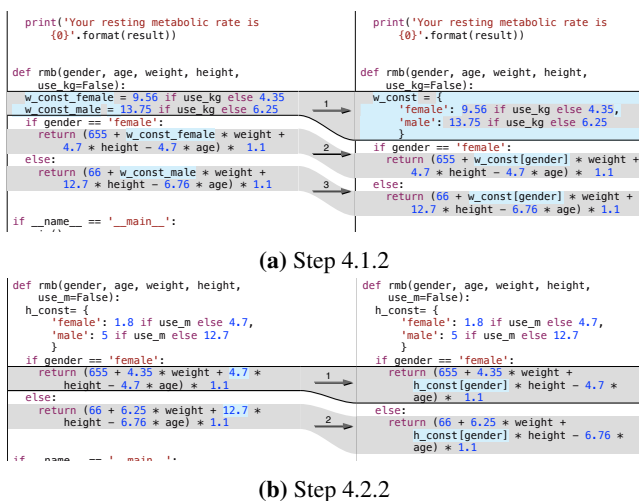 print('Your resting metabolic rate is
{0}'.format(result))
def rmb(gender, age, weight, height,
use_kg=False):
w_const_female = 9.56 if use_kg else 4.35
w_const_male = 13.75 if use_kg else 6.25
if gender == 'female':
return (655 + w_const_female * weight +
4.7 * height - 4.7 * age) * 1.1
else:
return (66 + w_const_male * weight +
12.7 * height - 6.76 * age) * 1.1
if __name__ == '__main__':
1
2
3
print('Your resting metabolic rate is
{0}'.format(result))
def rmb(gender, age, weight, height,
use_kg=False):
w_const = {
'female': 9.56 if use_kg else 4.35,
'male': 13.75 if use_kg else 6.25
}
if gender == 'female':
return (655 + w_const[gender] * weight +
4.7 * height - 4.7 * age) * 1.1
else:
return (66 + w_const[gender] * weight +
12.7 * height - 6.76 * age) * 1.1
(a) Step 4.1.2
def rmb(gender, age, weight, height,
use_m=False):
h_const= {
'female': 1.8 if use_m else 4.7,
'male': 5 if use_m else 12.7
}
if gender == 'female':
return (655 + 4.35 * weight + 4.7 *
height - 4.7 * age) * 1.1
else:
return (66 + 6.25 * weight + 12.7 *
height - 6.76 * age) * 1.1
if __name__ == '__main__':
1
2
def rmb(gender, age, weight, height,
use_m=False):
h_const= {
'female': 1.8 if use_m else 4.7,
'male': 5 if use_m else 12.7
}
if gender == 'female':
return (655 + 4.35 * weight +
h_const[gender] * height - 4.7 *
age) * 1.1
else:
return (66 + 6.25 * weight +
h_const[gender] * height - 6.76 *
age) * 1.1
(b) Step 4.2.2